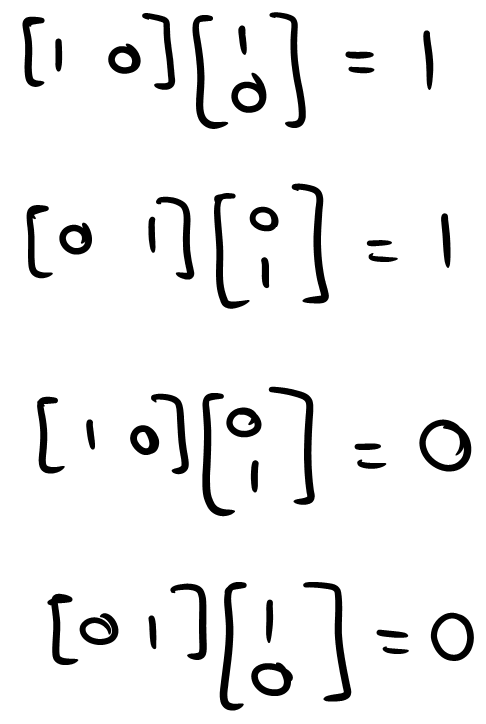 [1 0][1 0] = 1
[0 1][0 1] = 1
[1 0][0 1] = 0
[0 1][1 0] = 0